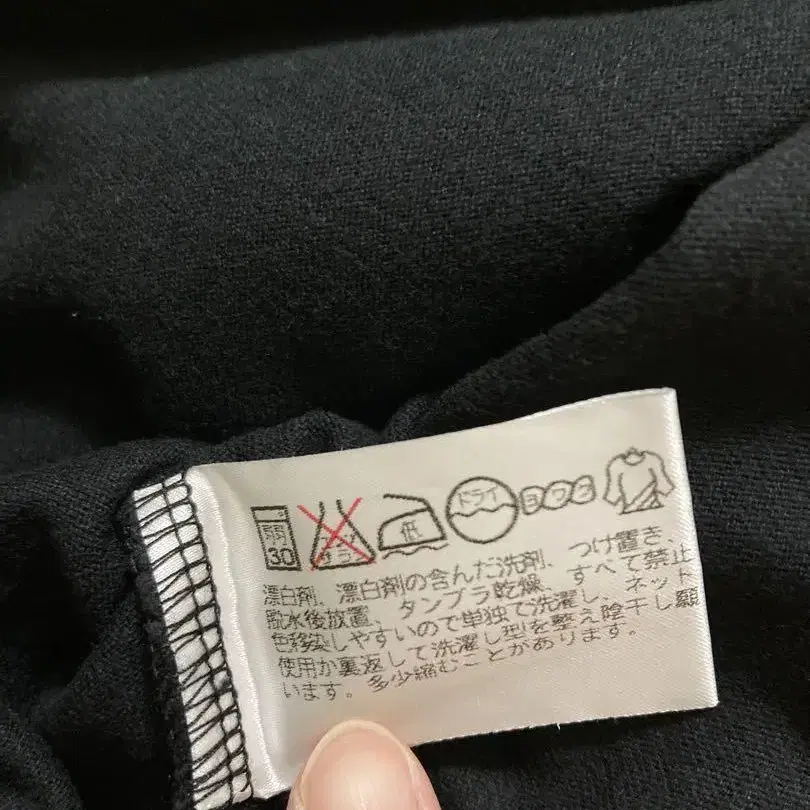 弱 30 エンソサラシ 低 ドライ ヨワク
漂白剤、漂白剤の含んだ洗剤、つけ置き、
脱水後放置、タンブラ乾燥、すべて禁止
色移染しやすいので単独で洗濯し、ネット
使用か裏返して洗濯し型を整え陰干し願
います。多少縮むことがあります。